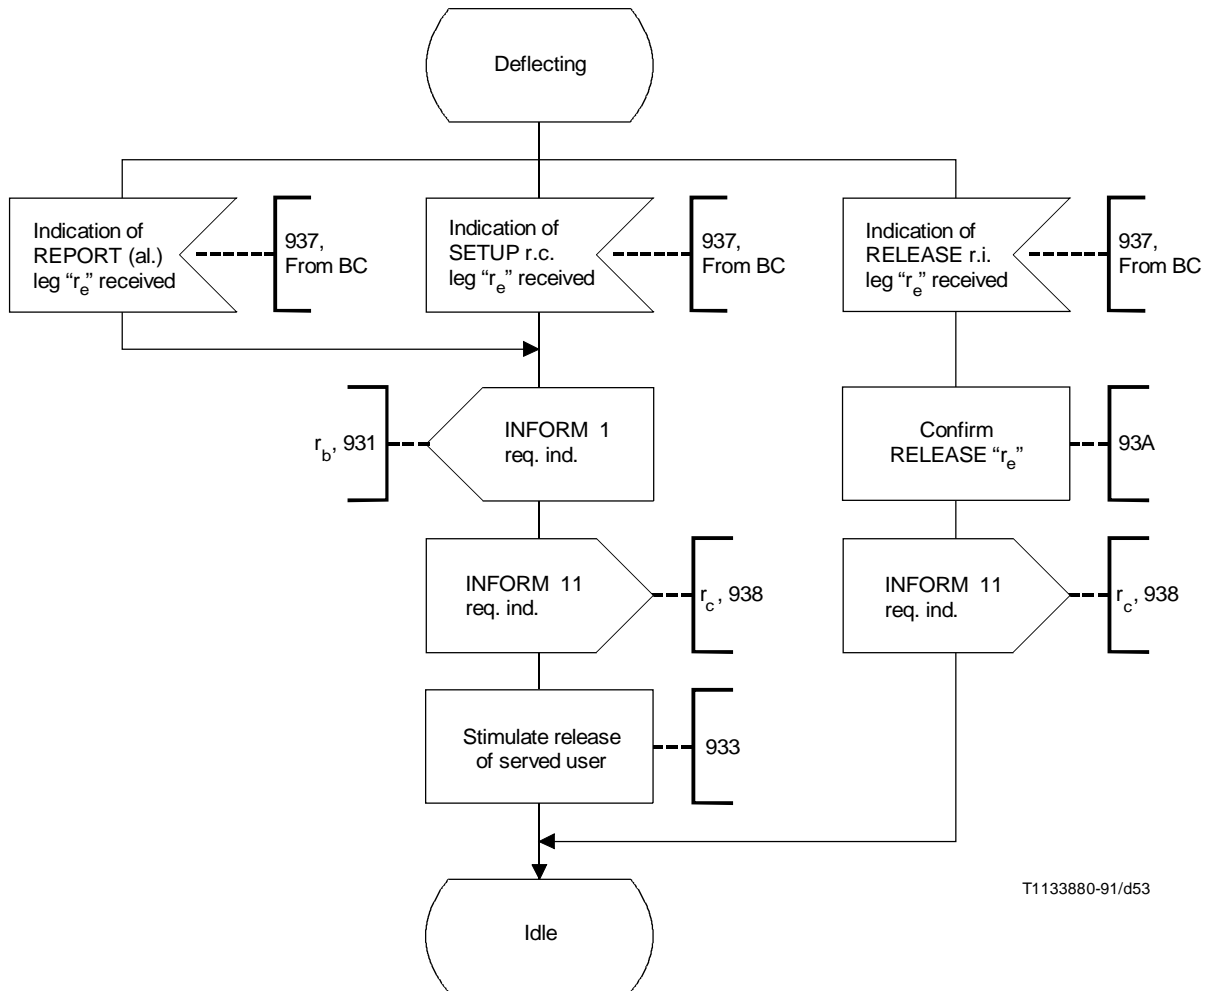 Deflecting
Indication of
REPORT (al.)
leg “re” received
937,
From BC
Indication of
SETUP r.c.
leg “re” received
937,
From BC
Indication of
RELEASE r.i.
leg “re” received
937,
From BC
rb, 931
INFORM 1
req. ind.
Confirm
RELEASE “re”
93A
INFORM 11
req. ind.
rc, 938
INFORM 11
req. ind.
rc, 938
Stimulate release
of served user
933
T1133880-91/d53
Idle